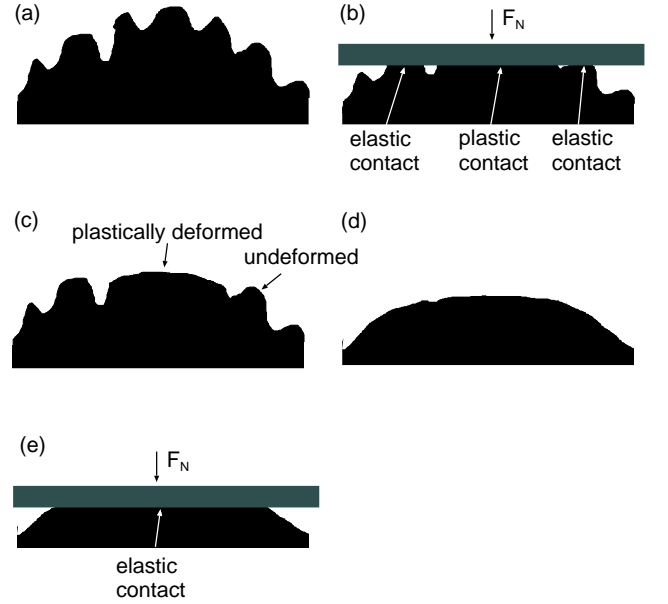 (a)
(b)
F_N
elastic contact
plastic contact
elastic contact
(c)
plastically deformed
undeformed
(d)
(e)
F_N
elastic contact